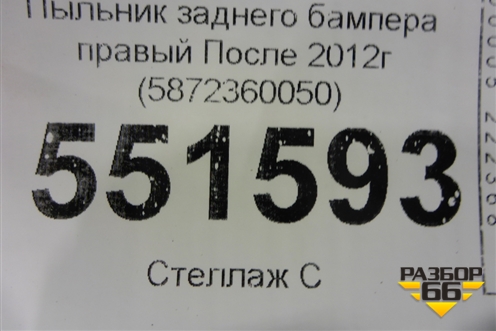 Пыльник заднего бампера
правый После 2012г
(5872360050)
551593
Стеллаж С
РАЗБОР
66